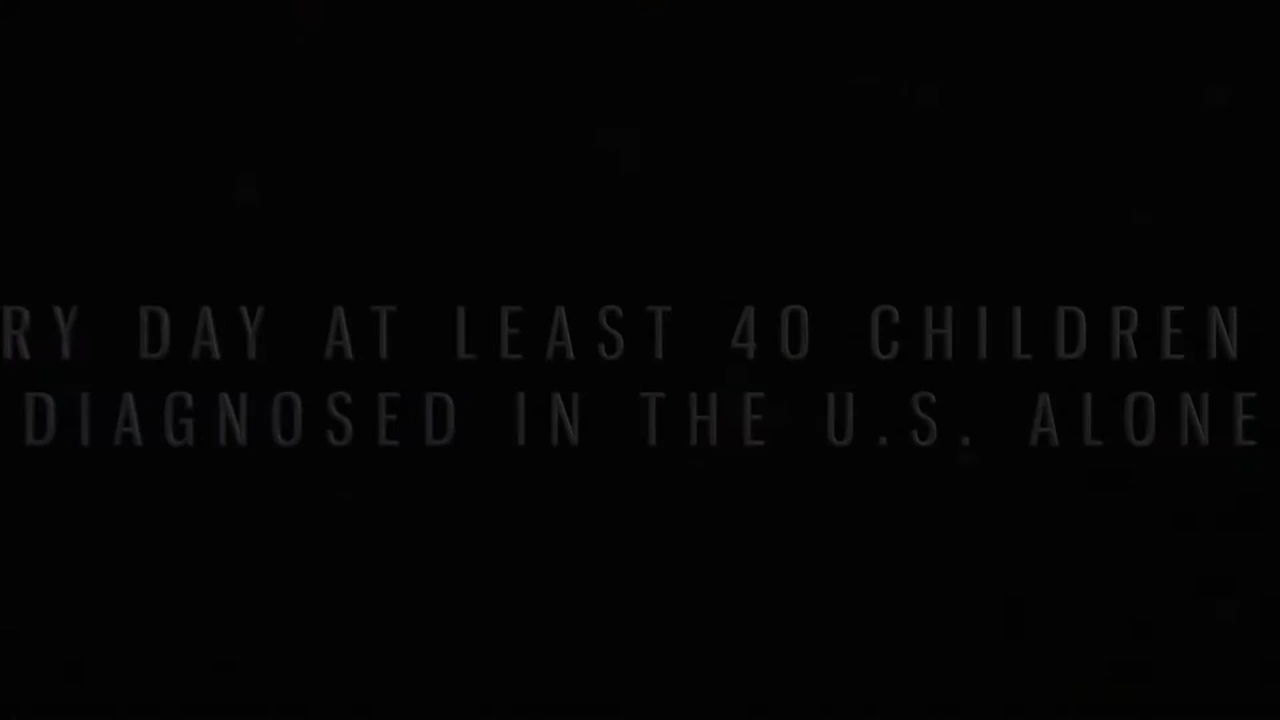 RY DAY AT LEAST 40 CHILDREN
DIAGNOSED IN THE U.S. ALONE